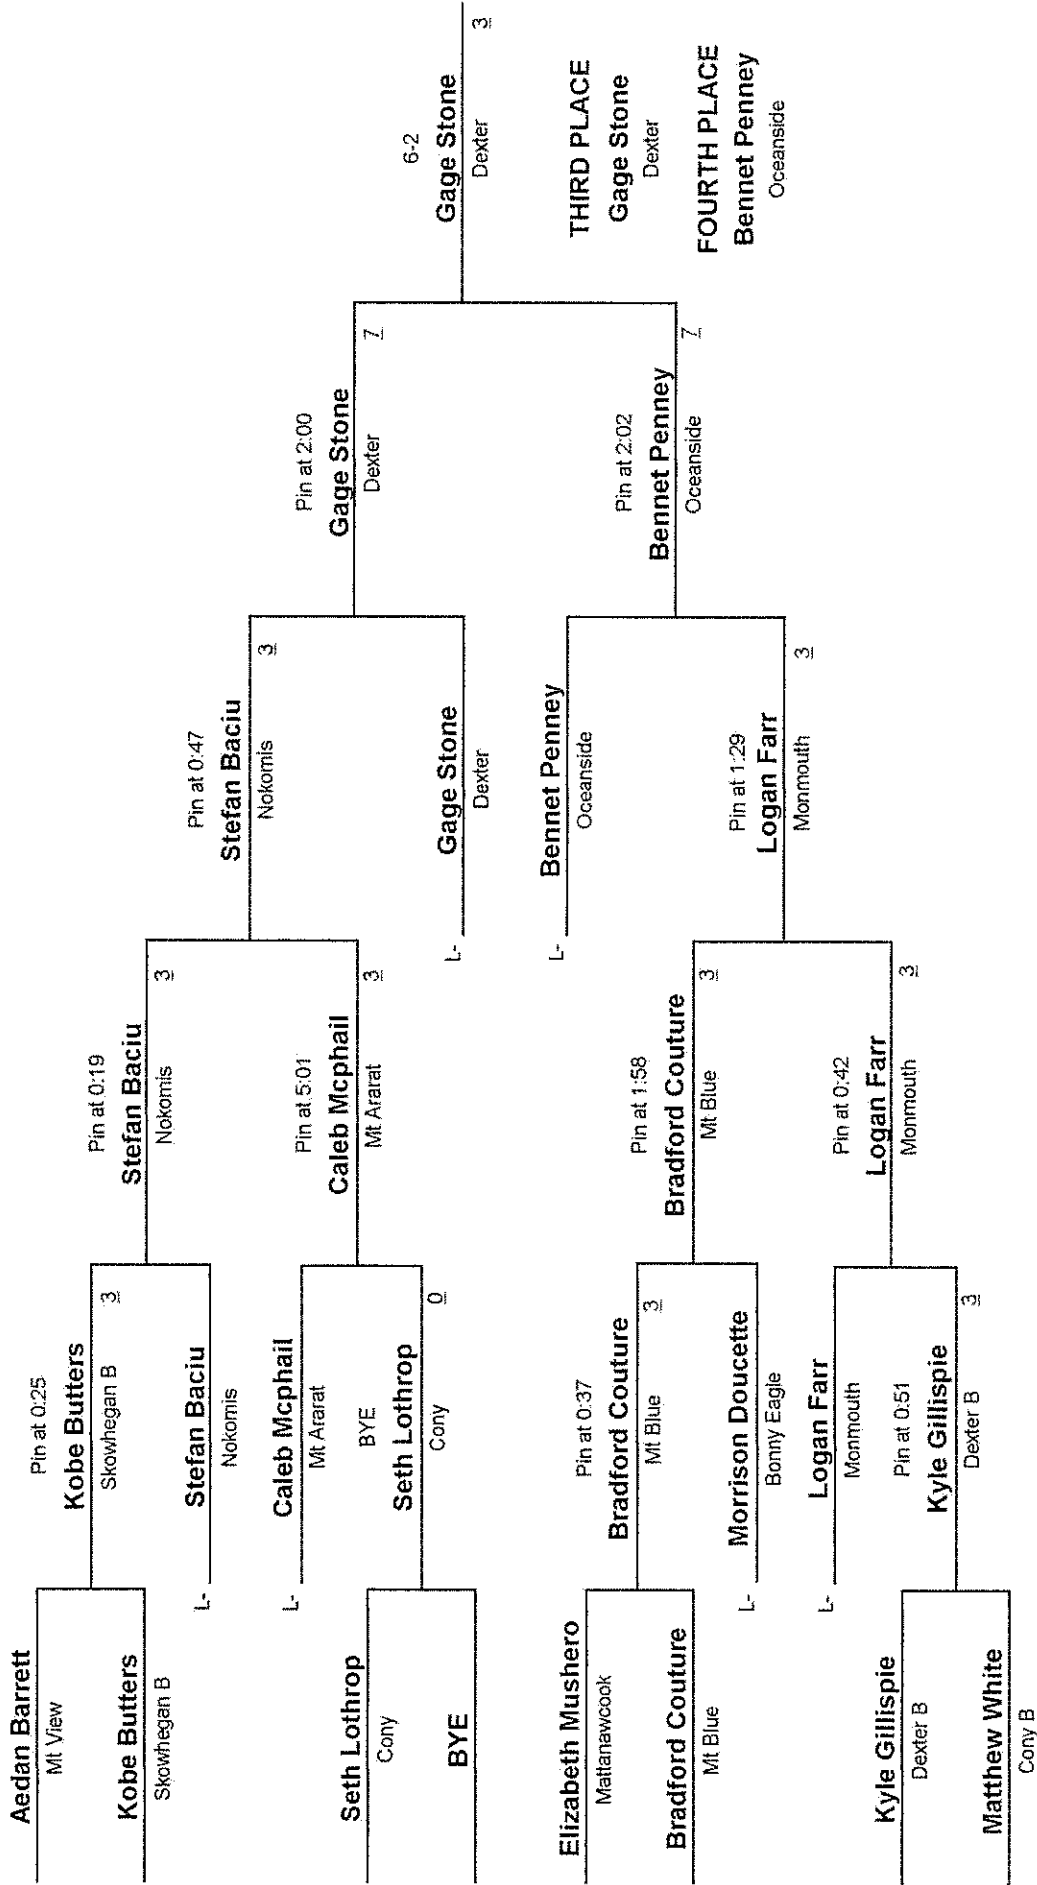 Aedan Barrett
Mt View
Kobe Butters
Skowhegan B
Seth Lothrop
Cony
BYE
Elizabeth Mushero
Mattanawcook
Bradford Couture
Mt Blue
Kyle Gillispie
Dexter B
Matthew White
Cony B
Pin at 0:25
Kobe Butters
Skowhegan B
3
L-
Stefan Baciu
Nokomis
L-
Caleb Mcphail
Mt Ararat
BYE
Seth Lothrop
Cony
0
Pin at 0:37
Bradford Couture
Mt Blue
3
L-
Morrison Doucette
Bonny Eagle
L-
Logan Farr
Monmouth
Pin at 0:51
Kyle Gillispie
Dexter B
3
Pin at 0:19
Stefan Baciu
Nokomis
3
Pin at 5:01
Caleb Mcphail
Mt Ararat
3
Pin at 1:58
Bradford Couture
Mt Blue
3
Pin at 0:42
Logan Farr
Monmouth
3
Pin at 0:47
Stefan Baciu
Nokomis
3
L-
Gage Stone
Dexter
L-
Bennet Penney
Oceanside
Pin at 1:29
Logan Farr
Monmouth
3
Pin at 2:00
Gage Stone
Dexter
7
Pin at 2:02
Bennet Penney
Oceanside
7
6-2
Gage Stone
Dexter
3
THIRD PLACE
Gage Stone
Dexter
FOURTH PLACE
Bennet Penney
Oceanside